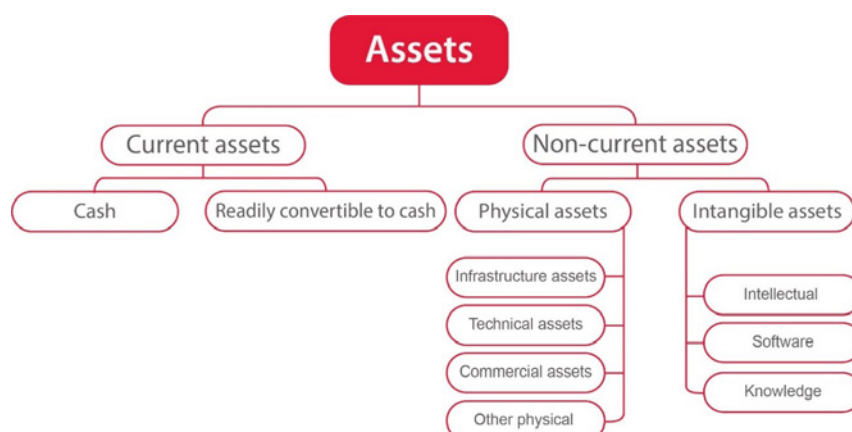 Assets
Current assets
Non-current assets
Cash
Readily convertible to cash
Physical assets
Intangible assets
Infrastructure assets
Technical assets
Commercial assets
Other physical
Intellectual
Software
Knowledge